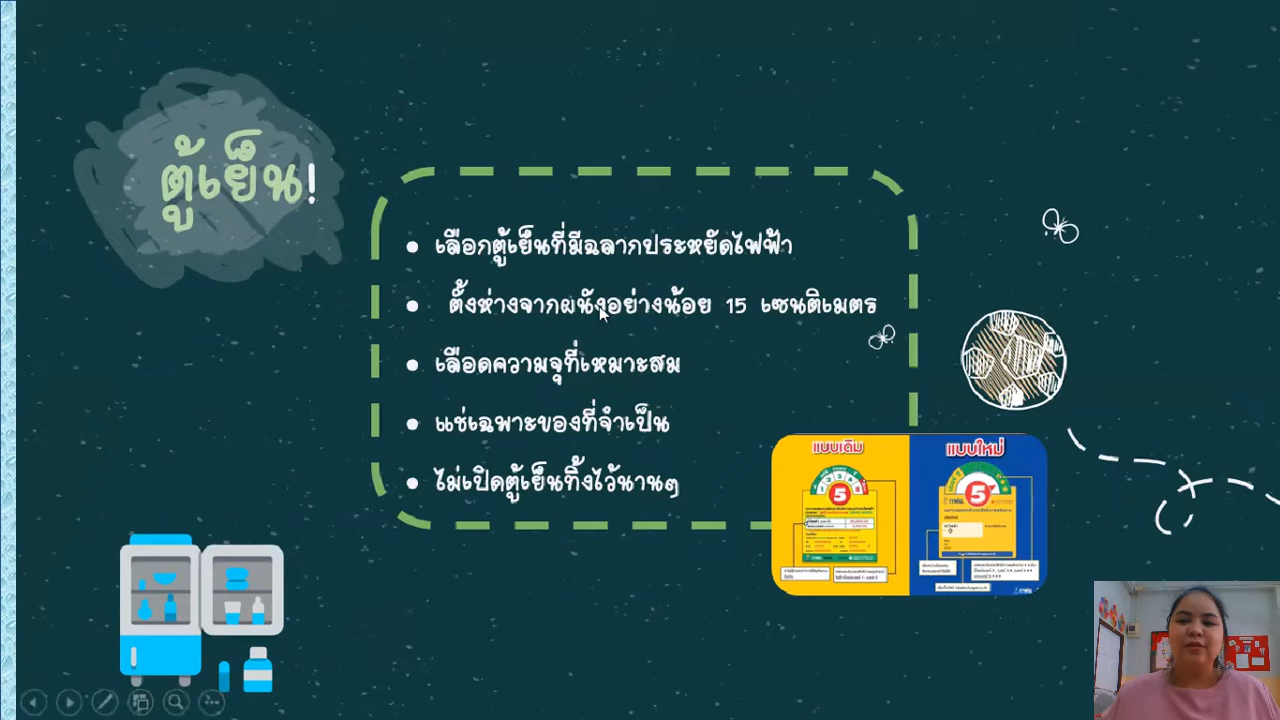 ตู้เย็น!
เลือกตู้เย็นที่มีฉลากประหยัดไฟฟ้า
ตั้งห่างจากผนังอย่างน้อย 15 เซนติเมตร
เลือดความจุที่เหมาะสม
แช่เฉพาะของที่จำเป็น
ไม่เปิดตู้เย็นทิ้งไว้นานๆ
แบบเดิม
แบบใหม่
5
5